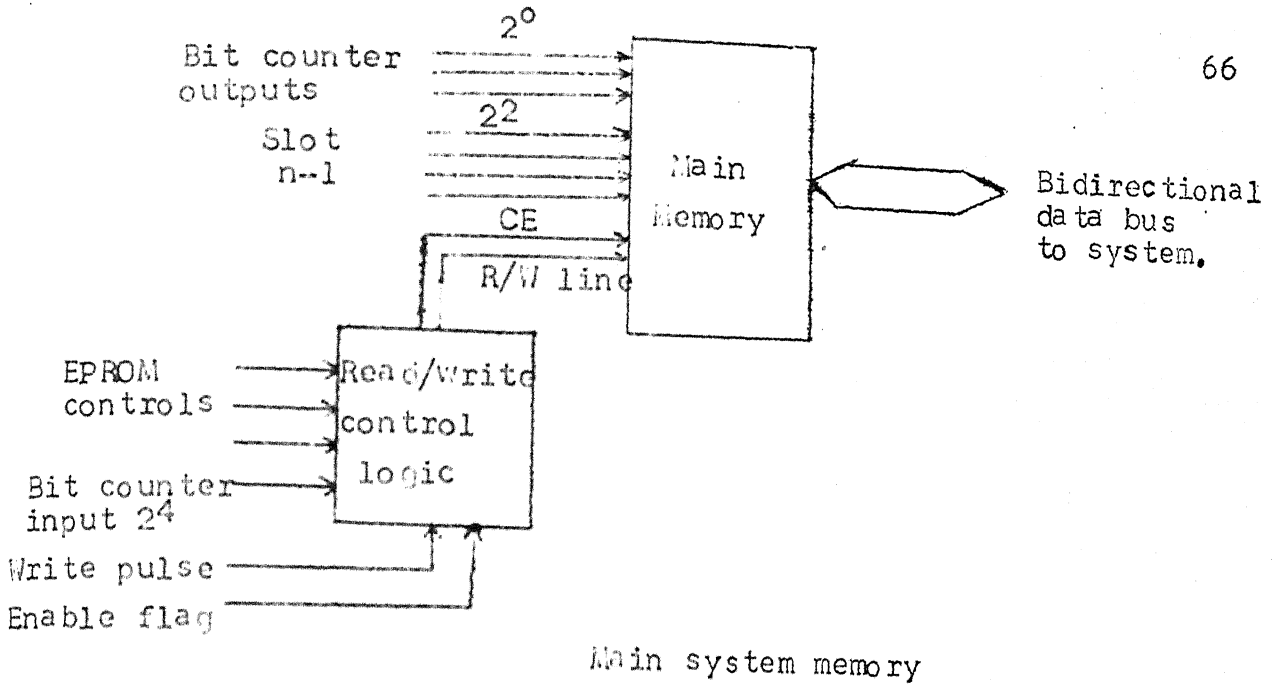 66
2⁰
Bit counter
outputs
2²
Slot
n-1
CE
R/W line
Main
Memory
Bidirectional
data bus
to system.
EPROM
controls
Read/write
control
logic
Bit counter
input 2⁴
Write pulse
Enable flag
Main system memory